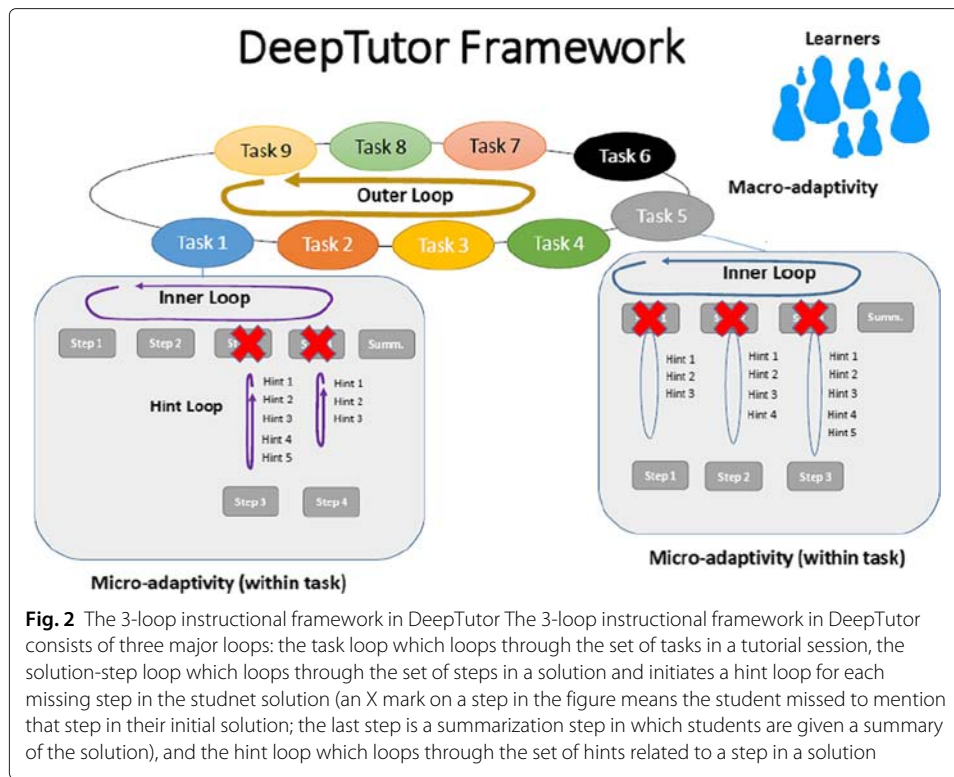 DeepTutor Framework
Learners
Task 9
Task 8
Task 7
Task 6
Outer Loop
Macro-adaptivity
Task 5
Task 1
Task 2
Task 3
Task 4
Inner Loop
Step 1
Step 2
Summ.
Hint Loop
Hint 1
Hint 2
Hint 3
Hint 4
Hint 5
Hint 1
Hint 2
Hint 3
Step 3
Step 4
Micro-adaptivity (within task)
Inner Loop
Summ.
Hint 1
Hint 2
Hint 3
Hint 1
Hint 2
Hint 3
Hint 4
Hint 1
Hint 2
Hint 3
Hint 4
Hint 5
Step 1
Step 2
Step 3
Micro-adaptivity (within task)
Fig. 2 The 3-loop instructional framework in DeepTutor The 3-loop instructional framework in DeepTutor
consists of three major loops: the task loop which loops through the set of tasks in a tutorial session, the
solution-step loop which loops through the set of steps in a solution and initiates a hint loop for each
missing step in the studnet solution (an X mark on a step in the figure means the student missed to mention
that step in their initial solution; the last step is a summarization step in which students are given a summary
of the solution), and the hint loop which loops through the set of hints related to a step in a solution